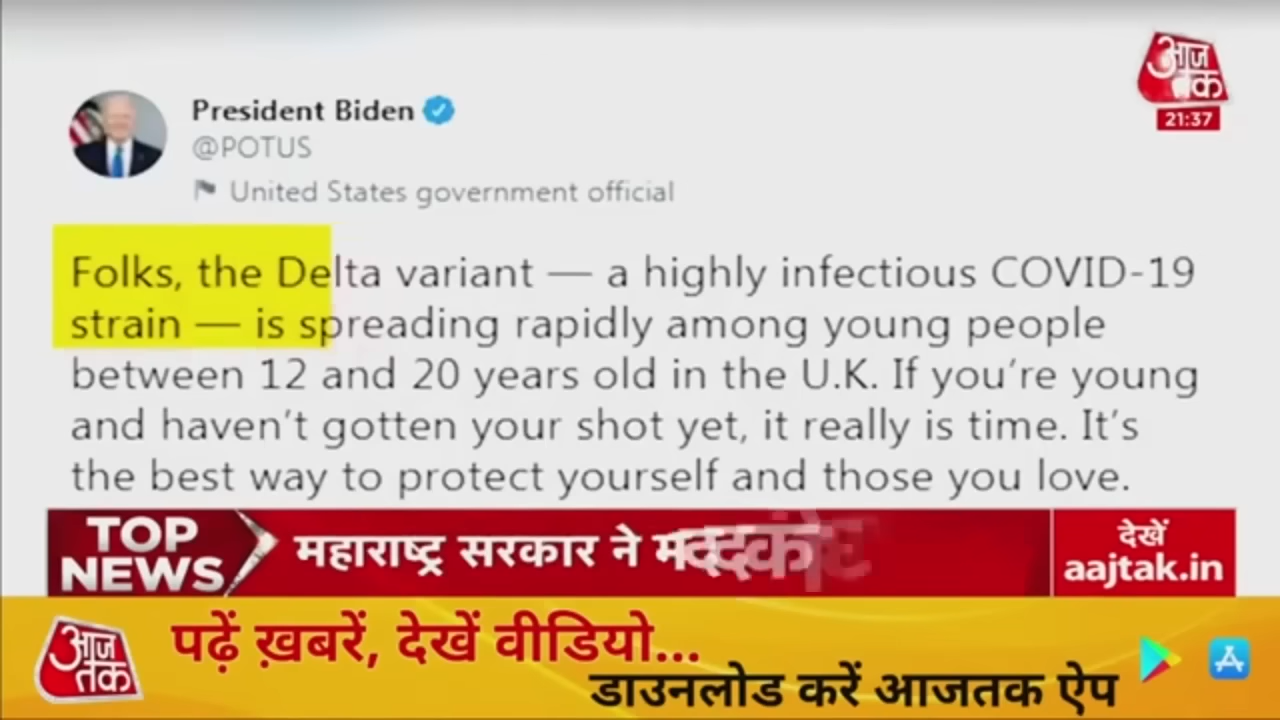 आज
तक
21:37
President Biden
@POTUS
United States government official
Folks, the Delta variant — a highly infectious COVID-19
strain — is spreading rapidly among young people
between 12 and 20 years old in the U.K. If you're young
and haven't gotten your shot yet, it really is time. It's
the best way to protect yourself and those you love.
TOP
NEWS
महाराष्ट्र सरकार ने
देखें
aajtak.in
आज
तक
पढ़ें ख़बरें, देखें वीडियो...
डाउनलोड करें आजतक ऐप